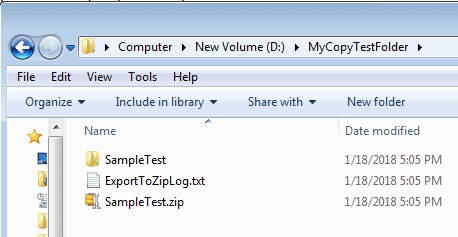 Computer New Volume (D:) MyCopyTestFolder
File Edit View Tools Help
Organize Include in library Share with New folder
Name Date modified
SampleTest 1/18/2018 5:05 PM
ExportToZipLog.txt 1/18/2018 5:05 PM
SampleTest.zip 1/18/2018 5:05 PM